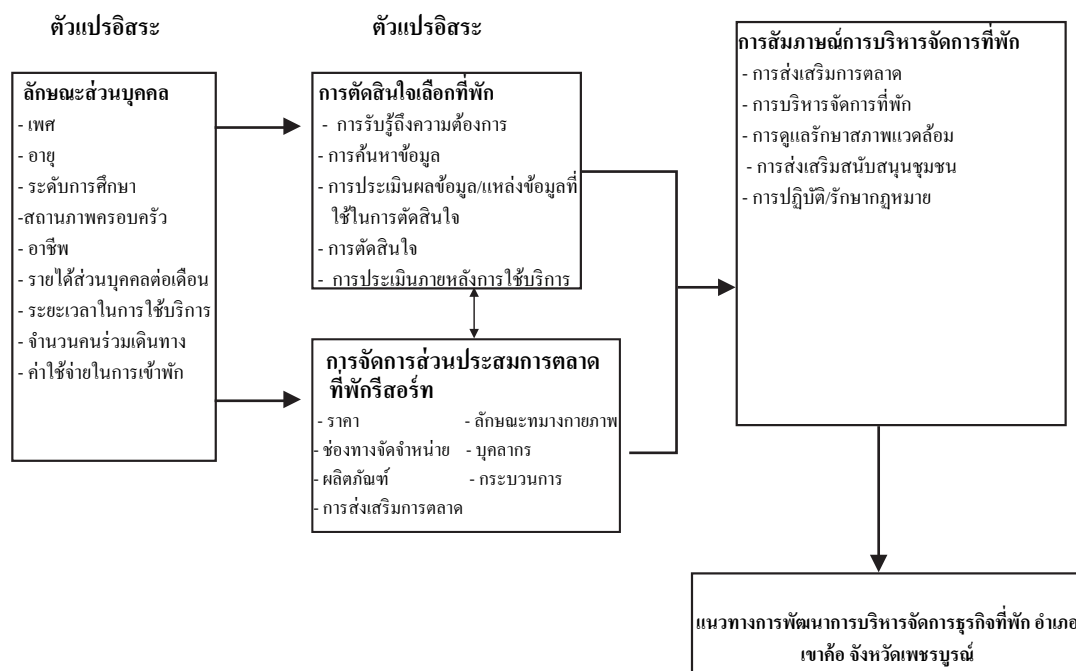 ตัวแปรอิสระ
ลักษณะส่วนบุคคล
- เพศ
- อายุ
- ระดับการศึกษา
-สถานภาพครอบครัว
- อาชีพ
- รายได้ส่วนบุคคลต่อเดือน
- ระยะเวลาในการใช้บริการ
- จำนวนคนร่วมเดินทาง
- ค่าใช้จ่ายในการเข้าพัก
ตัวแปรอิสระ
การตัดสินใจเลือกที่พัก
- การรับรู้ถึงความต้องการ
- การค้นหาข้อมูล
- การประเมินผลข้อมูล/แหล่งข้อมูลที่
ใช้ในการตัดสินใจ
- การตัดสินใจ
- การประเมินภายหลังการใช้บริการ
การจัดการส่วนประสมการตลาด
ที่พักรีสอร์ท
- ราคา - ลักษณะทมางกายภาพ
- ช่องทางจัดจำหน่าย - บุคลากร
- ผลิตภัณฑ์ - กระบวนการ
- การส่งเสริมการตลาด
การสัมภาษณ์การบริหารจัดการที่พัก
- การส่งเสริมการตลาด
- การบริหารจัดการที่พัก
- การดูแลรักษาสภาพแวดล้อม
- การส่งเสริมสนับสนุนชุมชน
- การปฏิบัติ/รักษากฎหมาย
แนวทางการพัฒนาการบริหารจัดการธุรกิจที่พัก อำเภอ
เขาค้อ จังหวัดเพชรบูรณ์